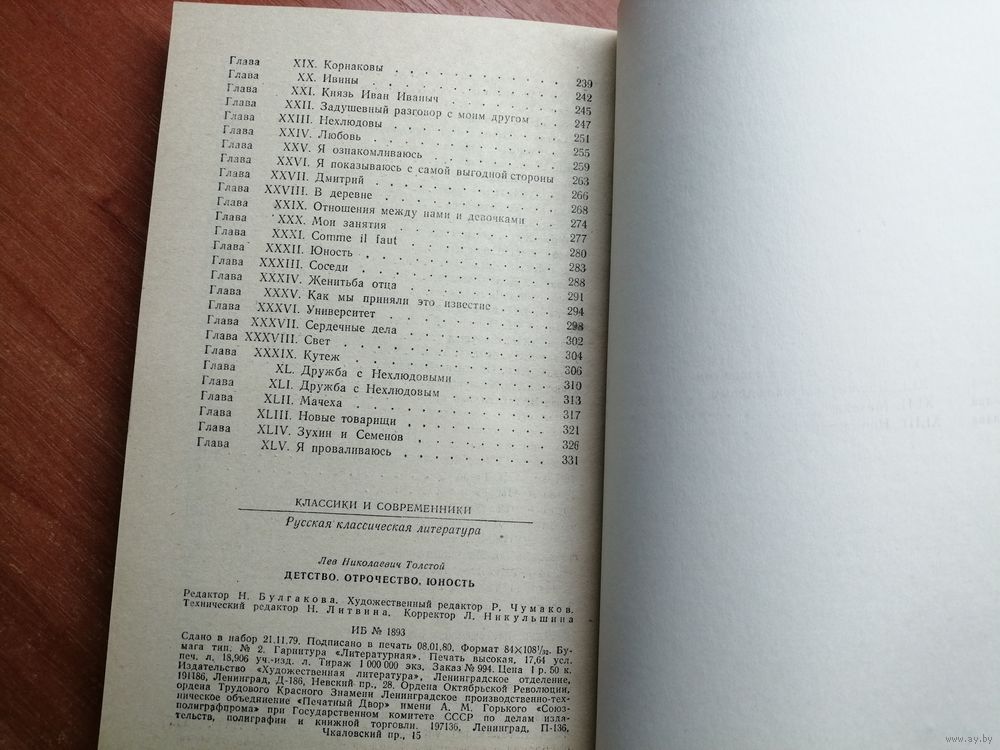 Глава XIX. Корнаковы . . . . . . . . . . . 239
Глава XX. Ивины . . . . . . . . . . . 242
Глава XXI. Князь Иван Иваныч . . . . . . . . 245
Глава XXII. Задушевный разговор с моим другом . . . 247
Глава XXIII. Нехлюдовы . . . . . . . . . . . 251
Глава XXIV. Любовь . . . . . . . . . . . 255
Глава XXV. Я ознакомливаюсь . . . . . . . . 259
Глава XXVI. Я показываюсь с самой выгодной стороны 263
Глава XXVII. Дмитрий . . . . . . . . . . . 266
Глава XXVIII. В деревне . . . . . . . . . . . 268
Глава XXIX. Отношения между нами и девочками . . . 274
Глава XXX. Мои занятия . . . . . . . . . . 277
Глава XXXI. Comme il faut . . . . . . . . . . 280
Глава XXXII. Юность . . . . . . . . . . . 283
Глава XXXIII. Соседи . . . . . . . . . . . 288
Глава XXXIV. Женитьба отца . . . . . . . . . 291
Глава XXXV. Как мы приняли это известие . . . . . 294
Глава XXXVI. Университет . . . . . . . . . . 298
Глава XXXVII. Сердечные дела . . . . . . . . . 302
Глава XXXVIII. Свет . . . . . . . . . . . 304
Глава XXXIX. Кутеж . . . . . . . . . . . 306
Глава XL. Дружба с Нехлюдовыми . . . . . . 310
Глава XLI. Дружба с Нехлюдовым . . . . . . . 313
Глава XLII. Мачеха . . . . . . . . . . . 317
Глава XLIII. Новые товарищи . . . . . . . . . 321
Глава XLIV. Зухин и Семенов . . . . . . . . . 326
Глава XLV. Я проваливаюсь . . . . . . . . . 331
КЛАССИКИ И СОВРЕМЕННИКИ
Русская классическая литература
Лев Николаевич Толстой
ДЕТСТВО. ОТРОЧЕСТВО. ЮНОСТЬ
Редактор Н. Булгакова. Художественный редактор Р. Чумаков.
Технический редактор Н. Литвина. Корректор Л. Никульшина
ИБ № 1893
Сдано в набор 21.11.79. Подписано в печать 08.01.80. Формат 84×108¹/₃₂. Бу-
мага тип. № 2. Гарнитура «Литературная». Печать высокая. 17,64 усл.
печ. л. 18,906 уч.-изд. л. Тираж 1 000 000 экз. Заказ № 994. Цена 1 р. 50 к.
Издательство «Художественная литература», Ленинградское отделение,
191186, Ленинград, Д-186, Невский пр., 28. Ордена Октябрьской Революции,
ордена Трудового Красного Знамени Ленинградское производственно-тех-
ническое объединение «Печатный Двор» имени А. М. Горького «Союз-
полиграфпрома» при Государственном комитете СССР по делам изда-
тельств, полиграфии и книжной торговли. 197136, Ленинград, П-136,
Чкаловский пр., 15
www.ay.by